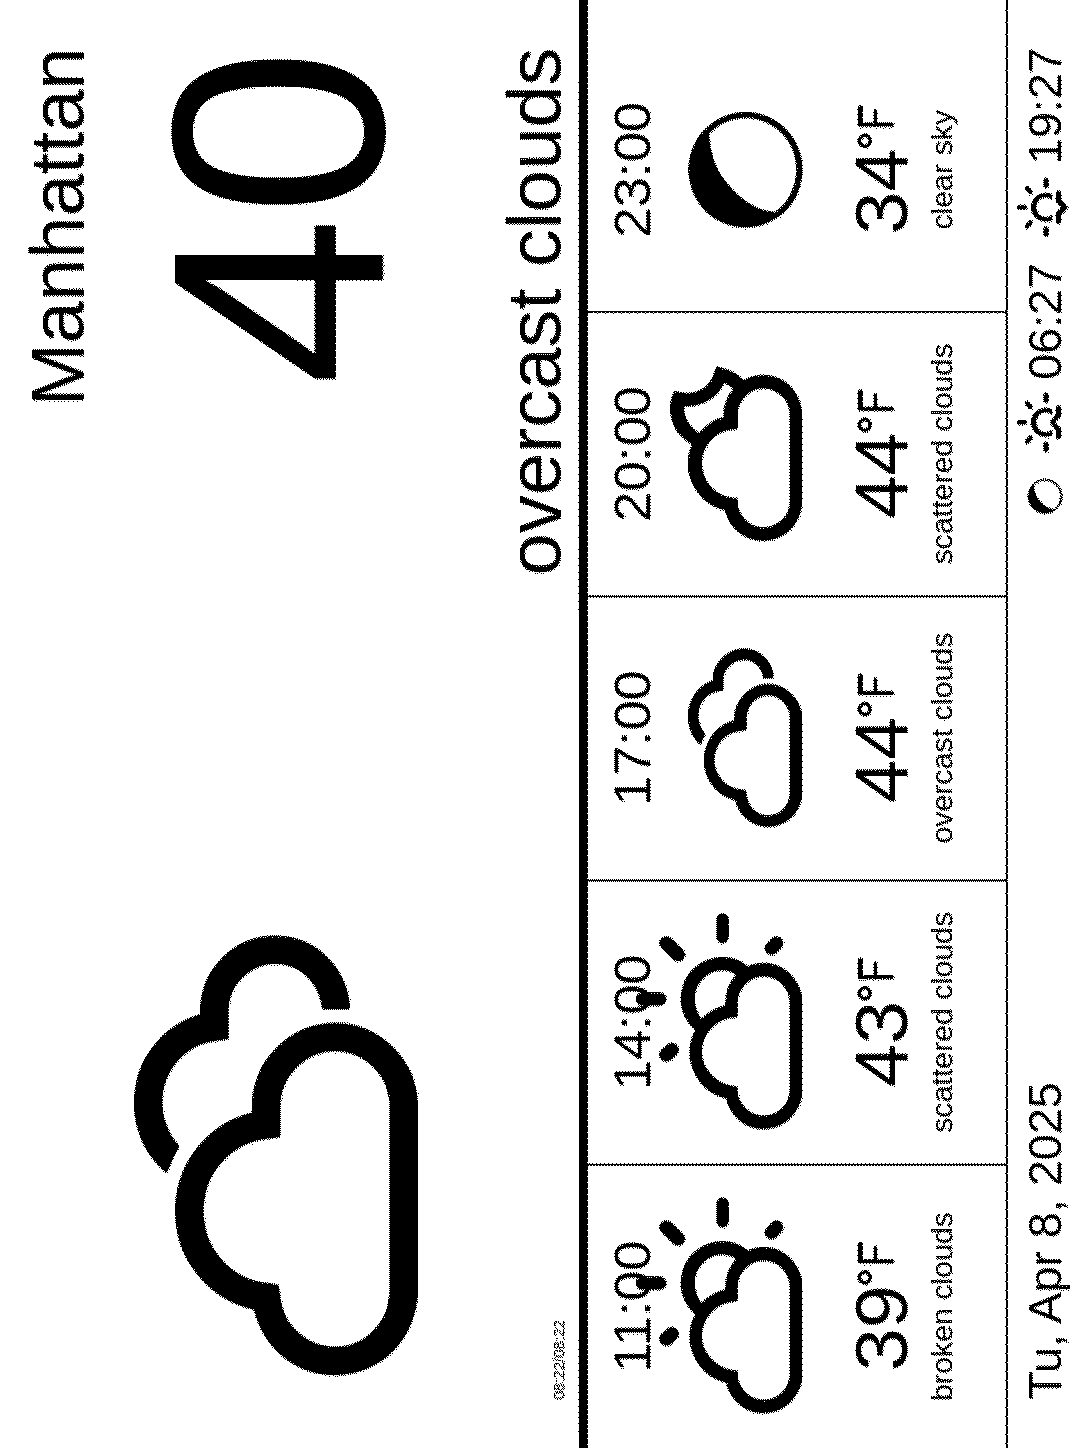 Manhattan
40
overcast clouds
08:22/08:22
11:00 14:00 17:00 20:00 23:00
39°F 43°F 44°F 44°F 34°F
broken clouds scattered clouds overcast clouds scattered clouds clear sky
Tu, Apr 8, 2025 06:27 19:27